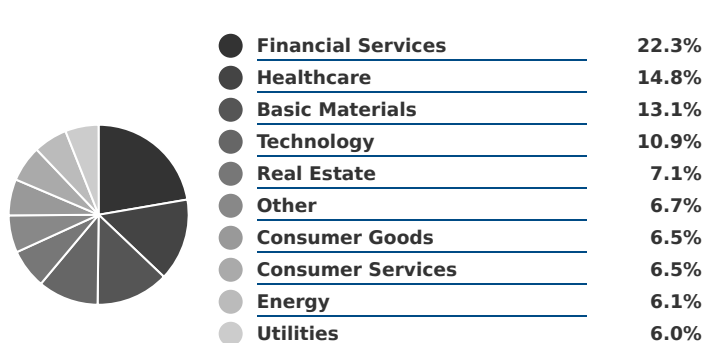 Financial Services 22.3%
Healthcare 14.8%
Basic Materials 13.1%
Technology 10.9%
Real Estate 7.1%
Other 6.7%
Consumer Goods 6.5%
Consumer Services 6.5%
Energy 6.1%
Utilities 6.0%